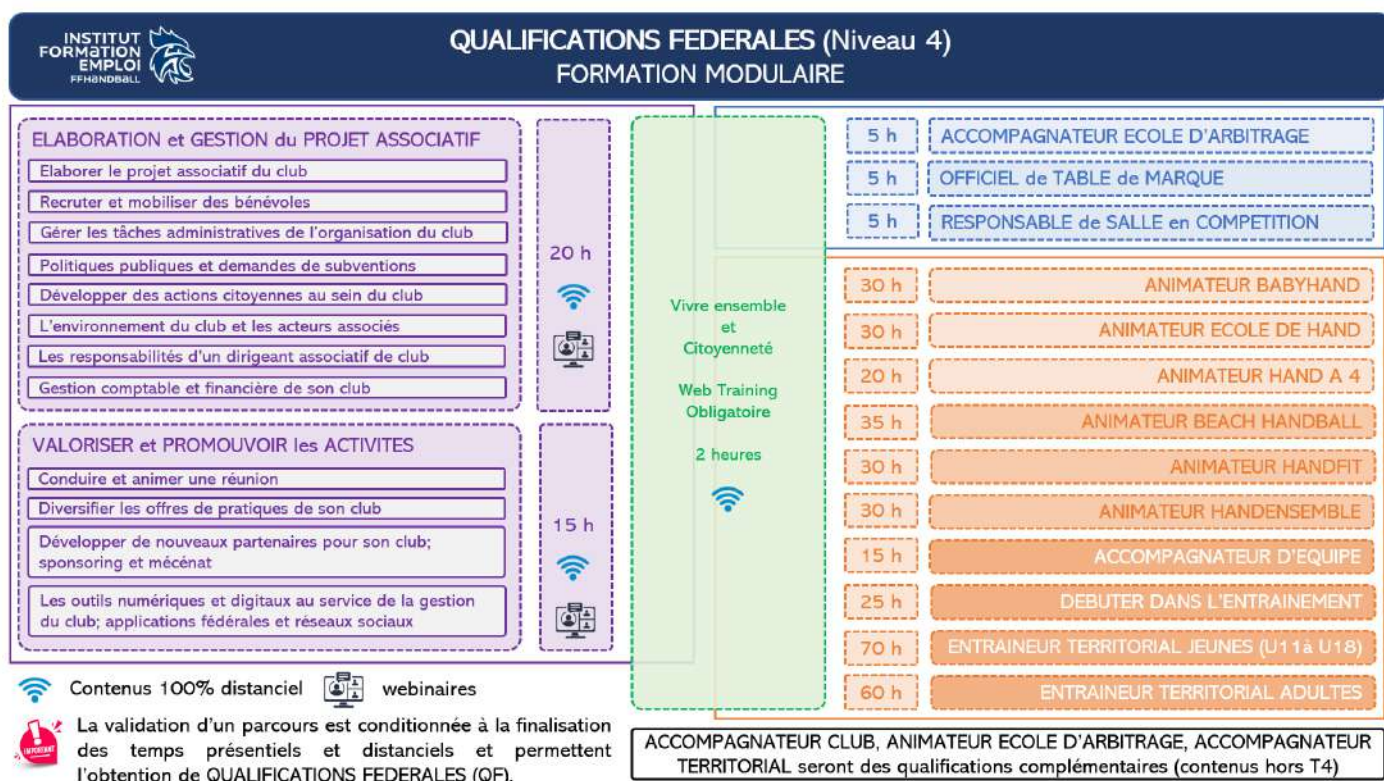 INSTITUT
FORMATION
EMPLOI
FFHANDBALL
QUALIFICATIONS FEDERALES (Niveau 4)
FORMATION MODULAIRE
ELABORATION et GESTION du PROJET ASSOCIATIF
Elaborer le projet associatif du club
Recruter et mobiliser des bénévoles
Gérer les tâches administratives de l'organisation du club
Politiques publiques et demandes de subventions
Développer des actions citoyennes au sein du club
L'environnement du club et les acteurs associés
Les responsabilités d'un dirigeant associatif de club
Gestion comptable et financière de son club
20 h
VALORISER et PROMOUVOIR les ACTIVITES
Conduire et animer une réunion
Diversifier les offres de pratiques de son club
Développer de nouveaux partenaires pour son club;
sponsoring et mécénat
Les outils numériques et digitaux au service de la gestion
du club; applications fédérales et réseaux sociaux
15 h
Vivre ensemble
et
Citoyenneté
Web Training
Obligatoire
2 heures
5 h ACCOMPAGNATEUR ECOLE D'ARBITRAGE
5 h OFFICIEL de TABLE de MARQUE
5 h RESPONSABLE de SALLE en COMPETITION
30 h ANIMATEUR BABYHAND
30 h ANIMATEUR ECOLE DE HAND
20 h ANIMATEUR HAND A 4
35 h ANIMATEUR BEACH HANDBALL
30 h ANIMATEUR HANDFIT
30 h ANIMATEUR HANDENSEMBLE
15 h ACCOMPAGNATEUR D'EQUIPE
25 h DEBUTER DANS L'ENTRAINEMENT
70 h ENTRAINEUR TERRITORIAL JEUNES (U11à U18)
60 h ENTRAINEUR TERRITORIAL ADULTES
Contenus 100% distanciel webinaires
IMPORTANT
La validation d'un parcours est conditionnée à la finalisation
des temps présentiels et distanciels et permettent
l'obtention de QUALIFICATIONS FEDERALES (QF).
ACCOMPAGNATEUR CLUB, ANIMATEUR ECOLE D'ARBITRAGE, ACCOMPAGNATEUR
TERRITORIAL seront des qualifications complémentaires (contenus hors T4)